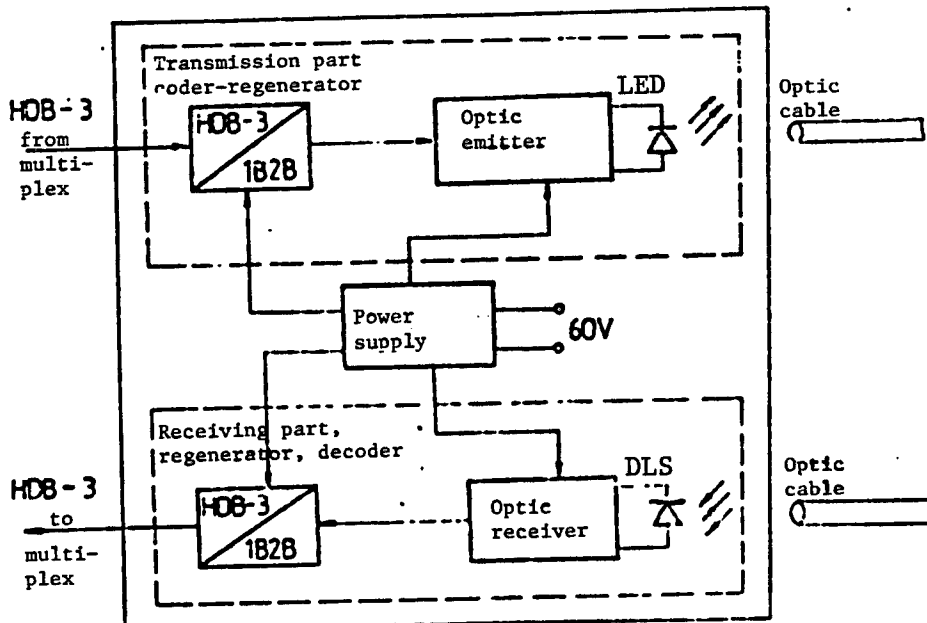 Transmission part
coder-regenerator
HDB-3
from
multi-
plex
HDB-3
1B2B
Optic
emitter
LED
Optic
cable
Power
supply
60V
Receiving part,
regenerator, decoder
HDB-3
to
multi-
plex
HDB-3
1B2B
Optic
receiver
DLS
Optic
cable